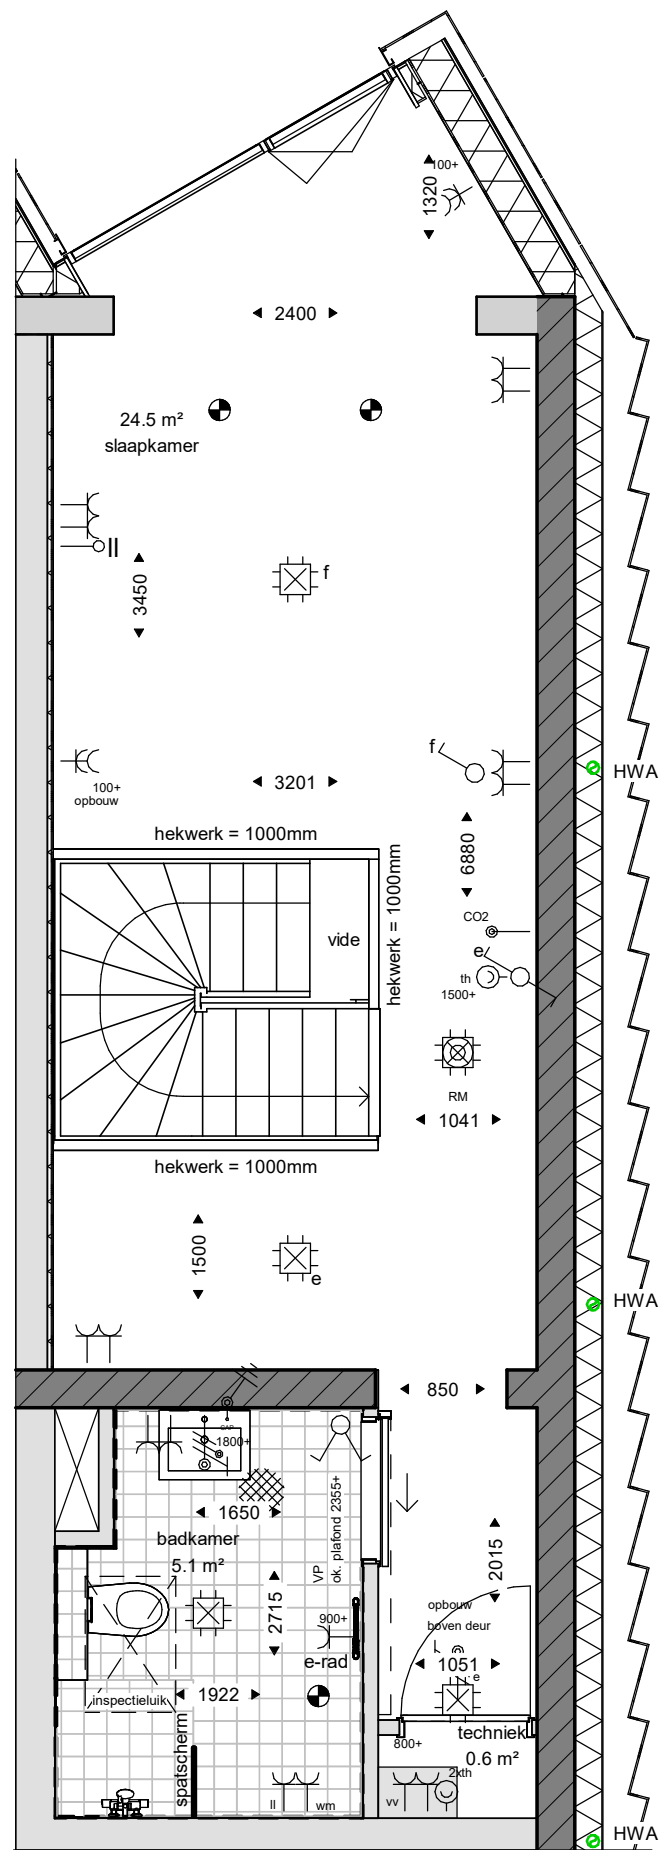 100+
1320
2400
24.5 m²
slaapkamer
II
f
3450
f
HWA
100+
opbouw
3201
6880
hekwerk = 1000mm
hekwerk = 1000mm
CO2
vide
e
th
1500+
RM
1041
hekwerk = 1000mm
1500
e
HWA
850
1800+
1650
badkamer
5.1 m²
VP
ok. plafond 2355+
2015
2715
opbouw
boven deur
900+
e-rad
1051
e
inspectieluik
1922
spatscherm
techniek
0.6 m²
800+
2xth
ll
wm
vv
HWA